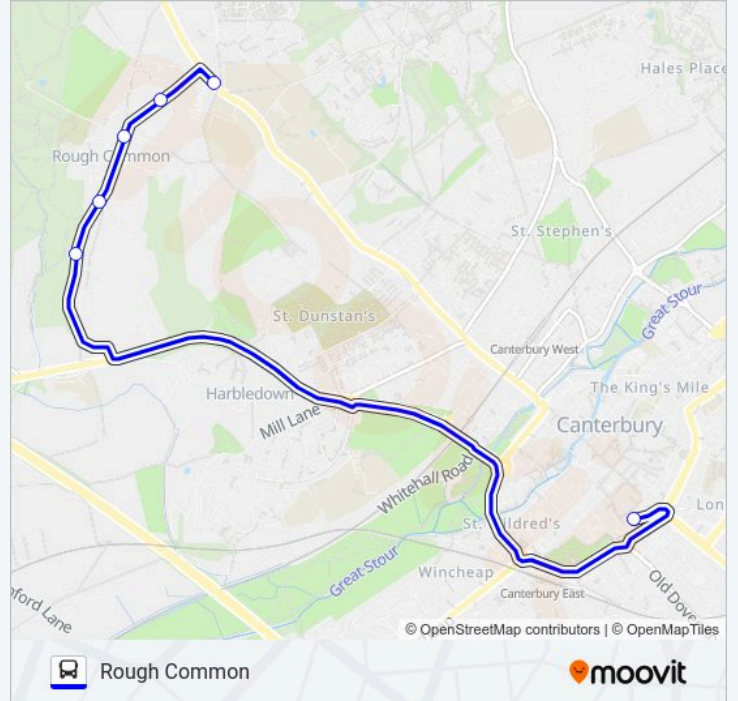 Hales Place
Rough Common
St. Stephen's
Great Stour
St. Dunstan's
Canterbury West
The King's Mile
Harbledown
Mill Lane
Canterbury
Whitehall Road
Lon
St. Mildred's
Great Stour
Wincheap
Canterbury East
Old Dove
ford Lane
© OpenStreetMap contributors | © OpenMapTiles
Rough Common
moovit